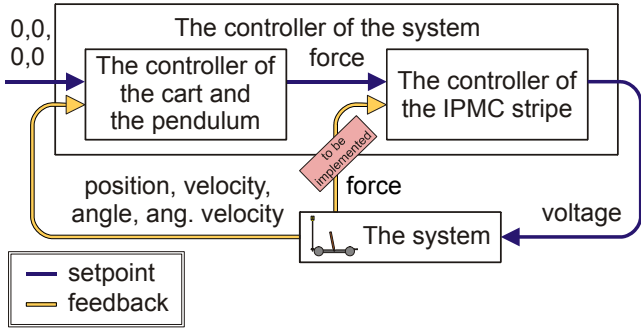 0,0,
0,0
The controller of the system
The controller of
the cart and
the pendulum
force
The controller of
the IPMC stripe
to be
implemented
position, velocity,
angle, ang. velocity
force
The system
voltage
setpoint
feedback